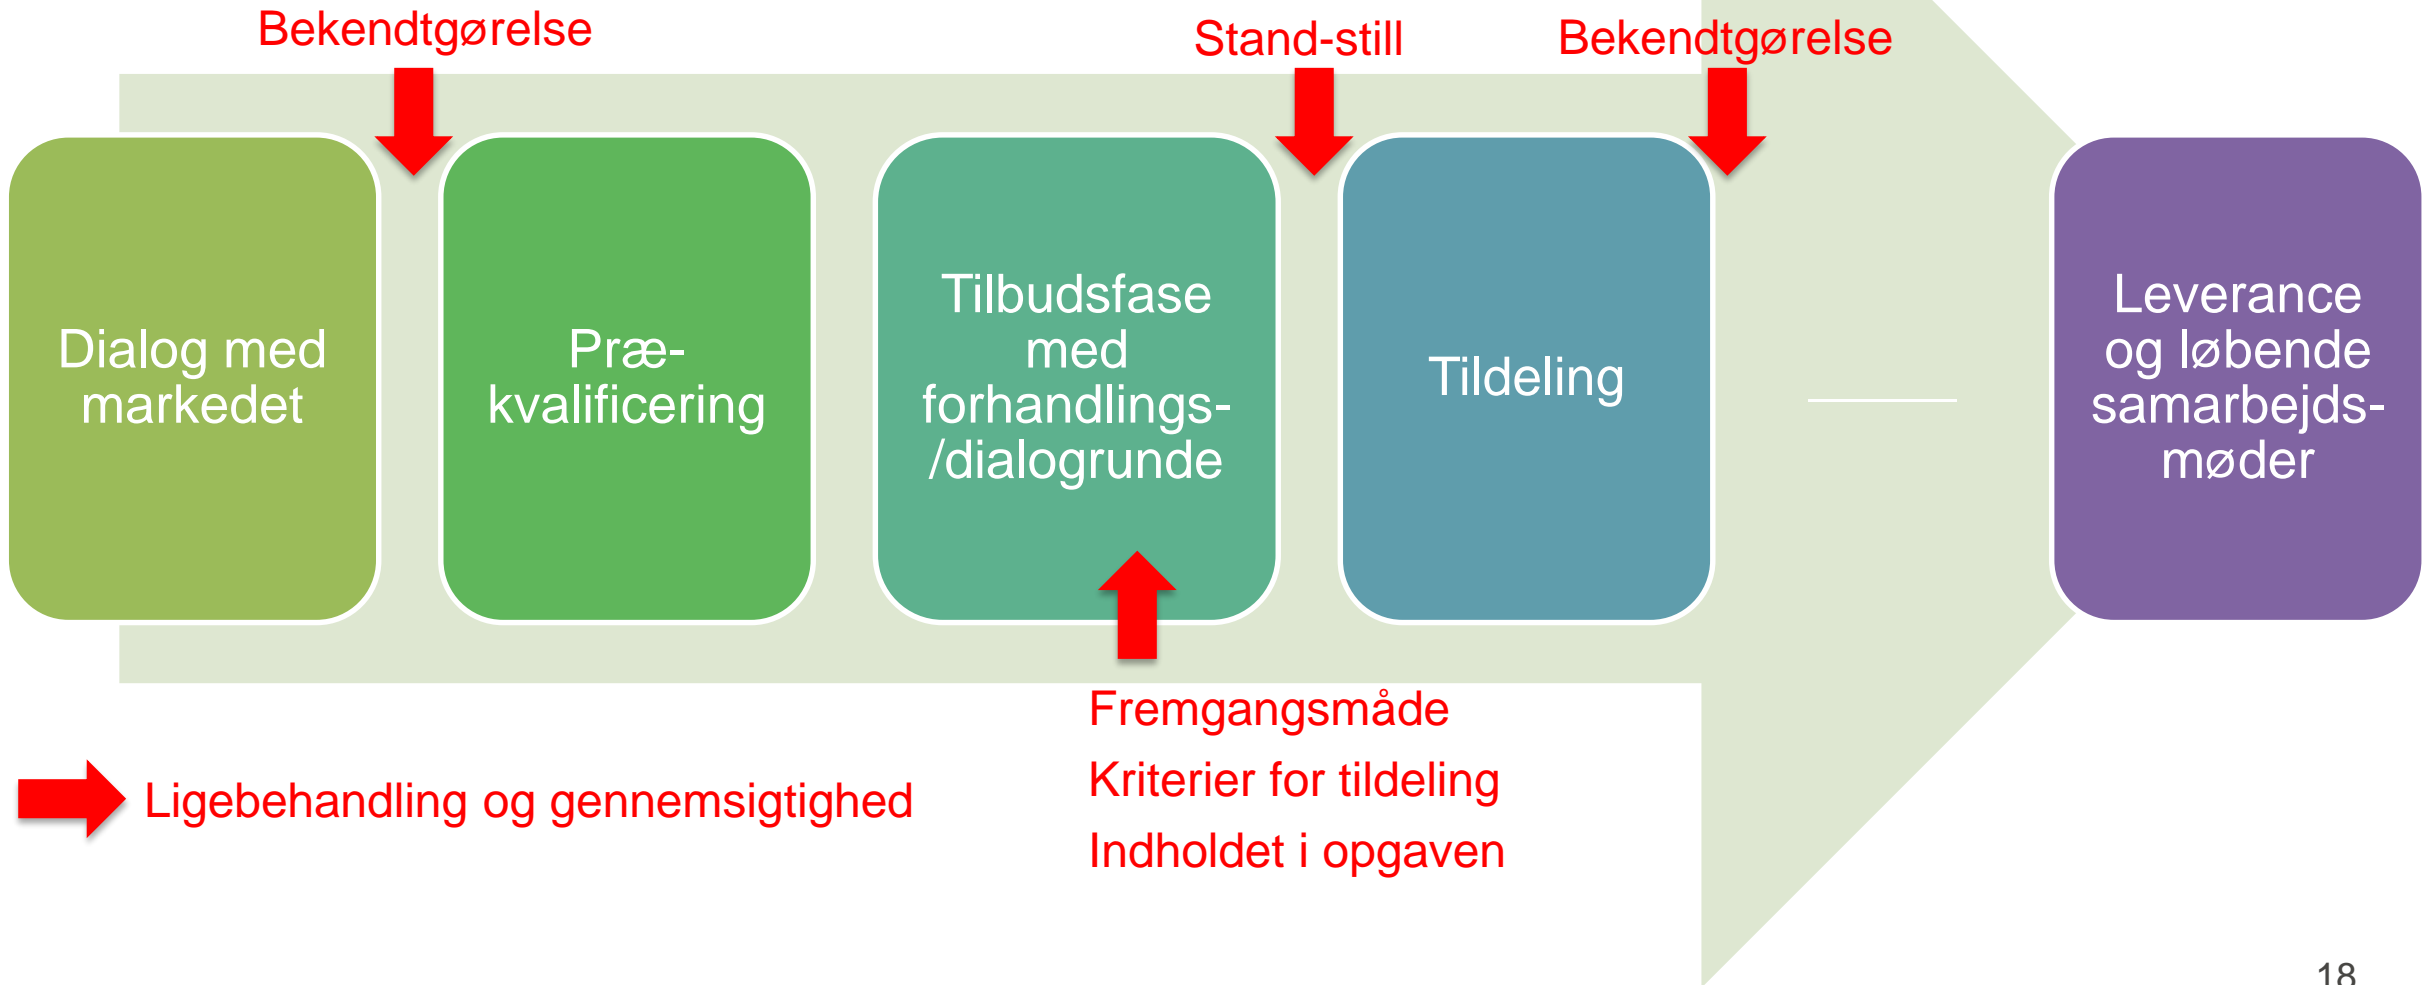 Bekendtgørelse
Stand-still
Bekendtgørelse
Dialog med
markedet
Præ-
kvalificering
Tilbudsfase
med
forhandlings-
/dialogrunde
Tildeling
Leverance
og løbende
samarbejds-
møder
Fremgangsmåde
Kriterier for tildeling
Indholdet i opgaven
Ligebehandling og gennemsigtighed
18